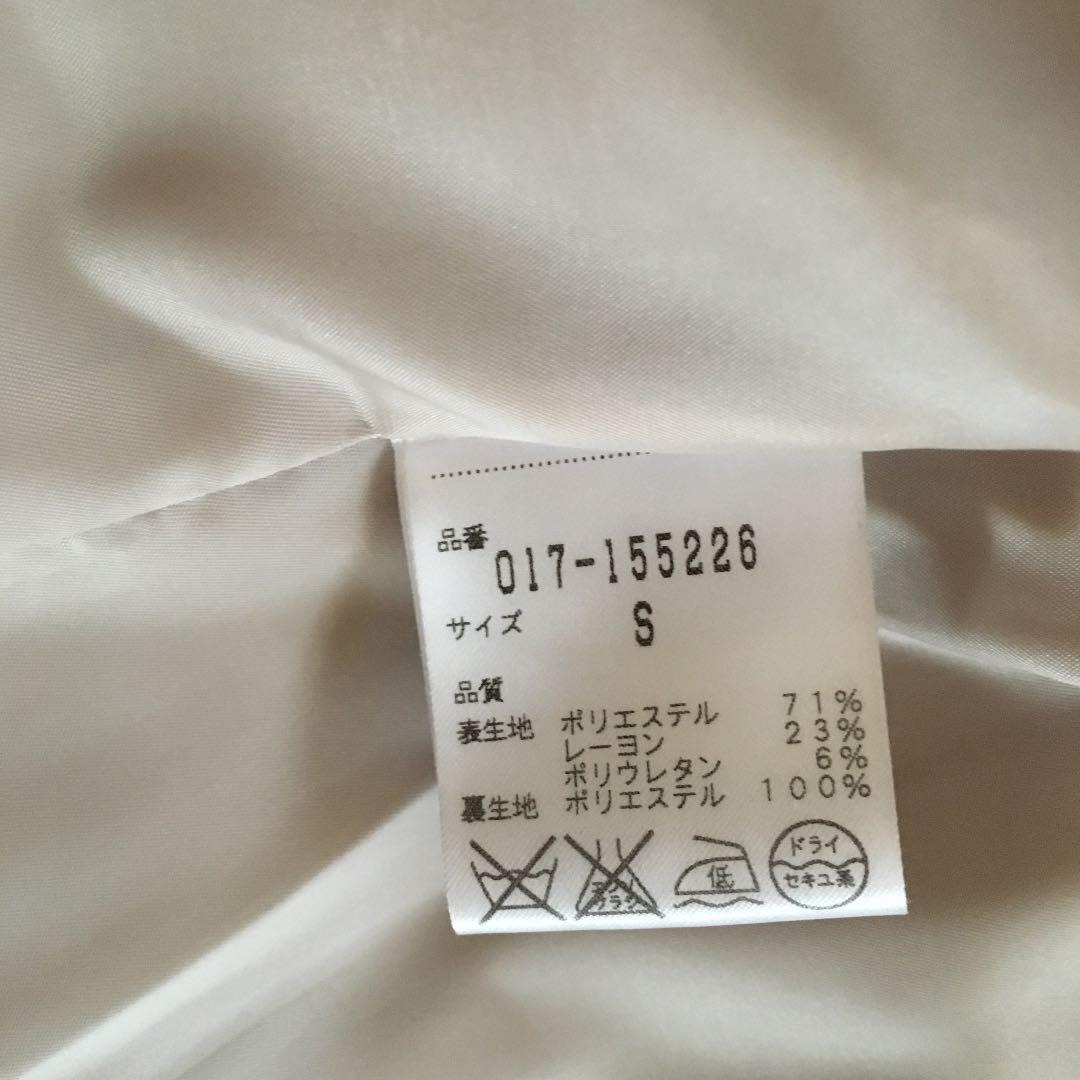 品番
017-155226
サイズ S
品質
表生地 ポリエステル 71%
レーヨン 23%
ポリウレタン 6%
裏生地 ポリエステル 100%
低
ドライ
セキユ系